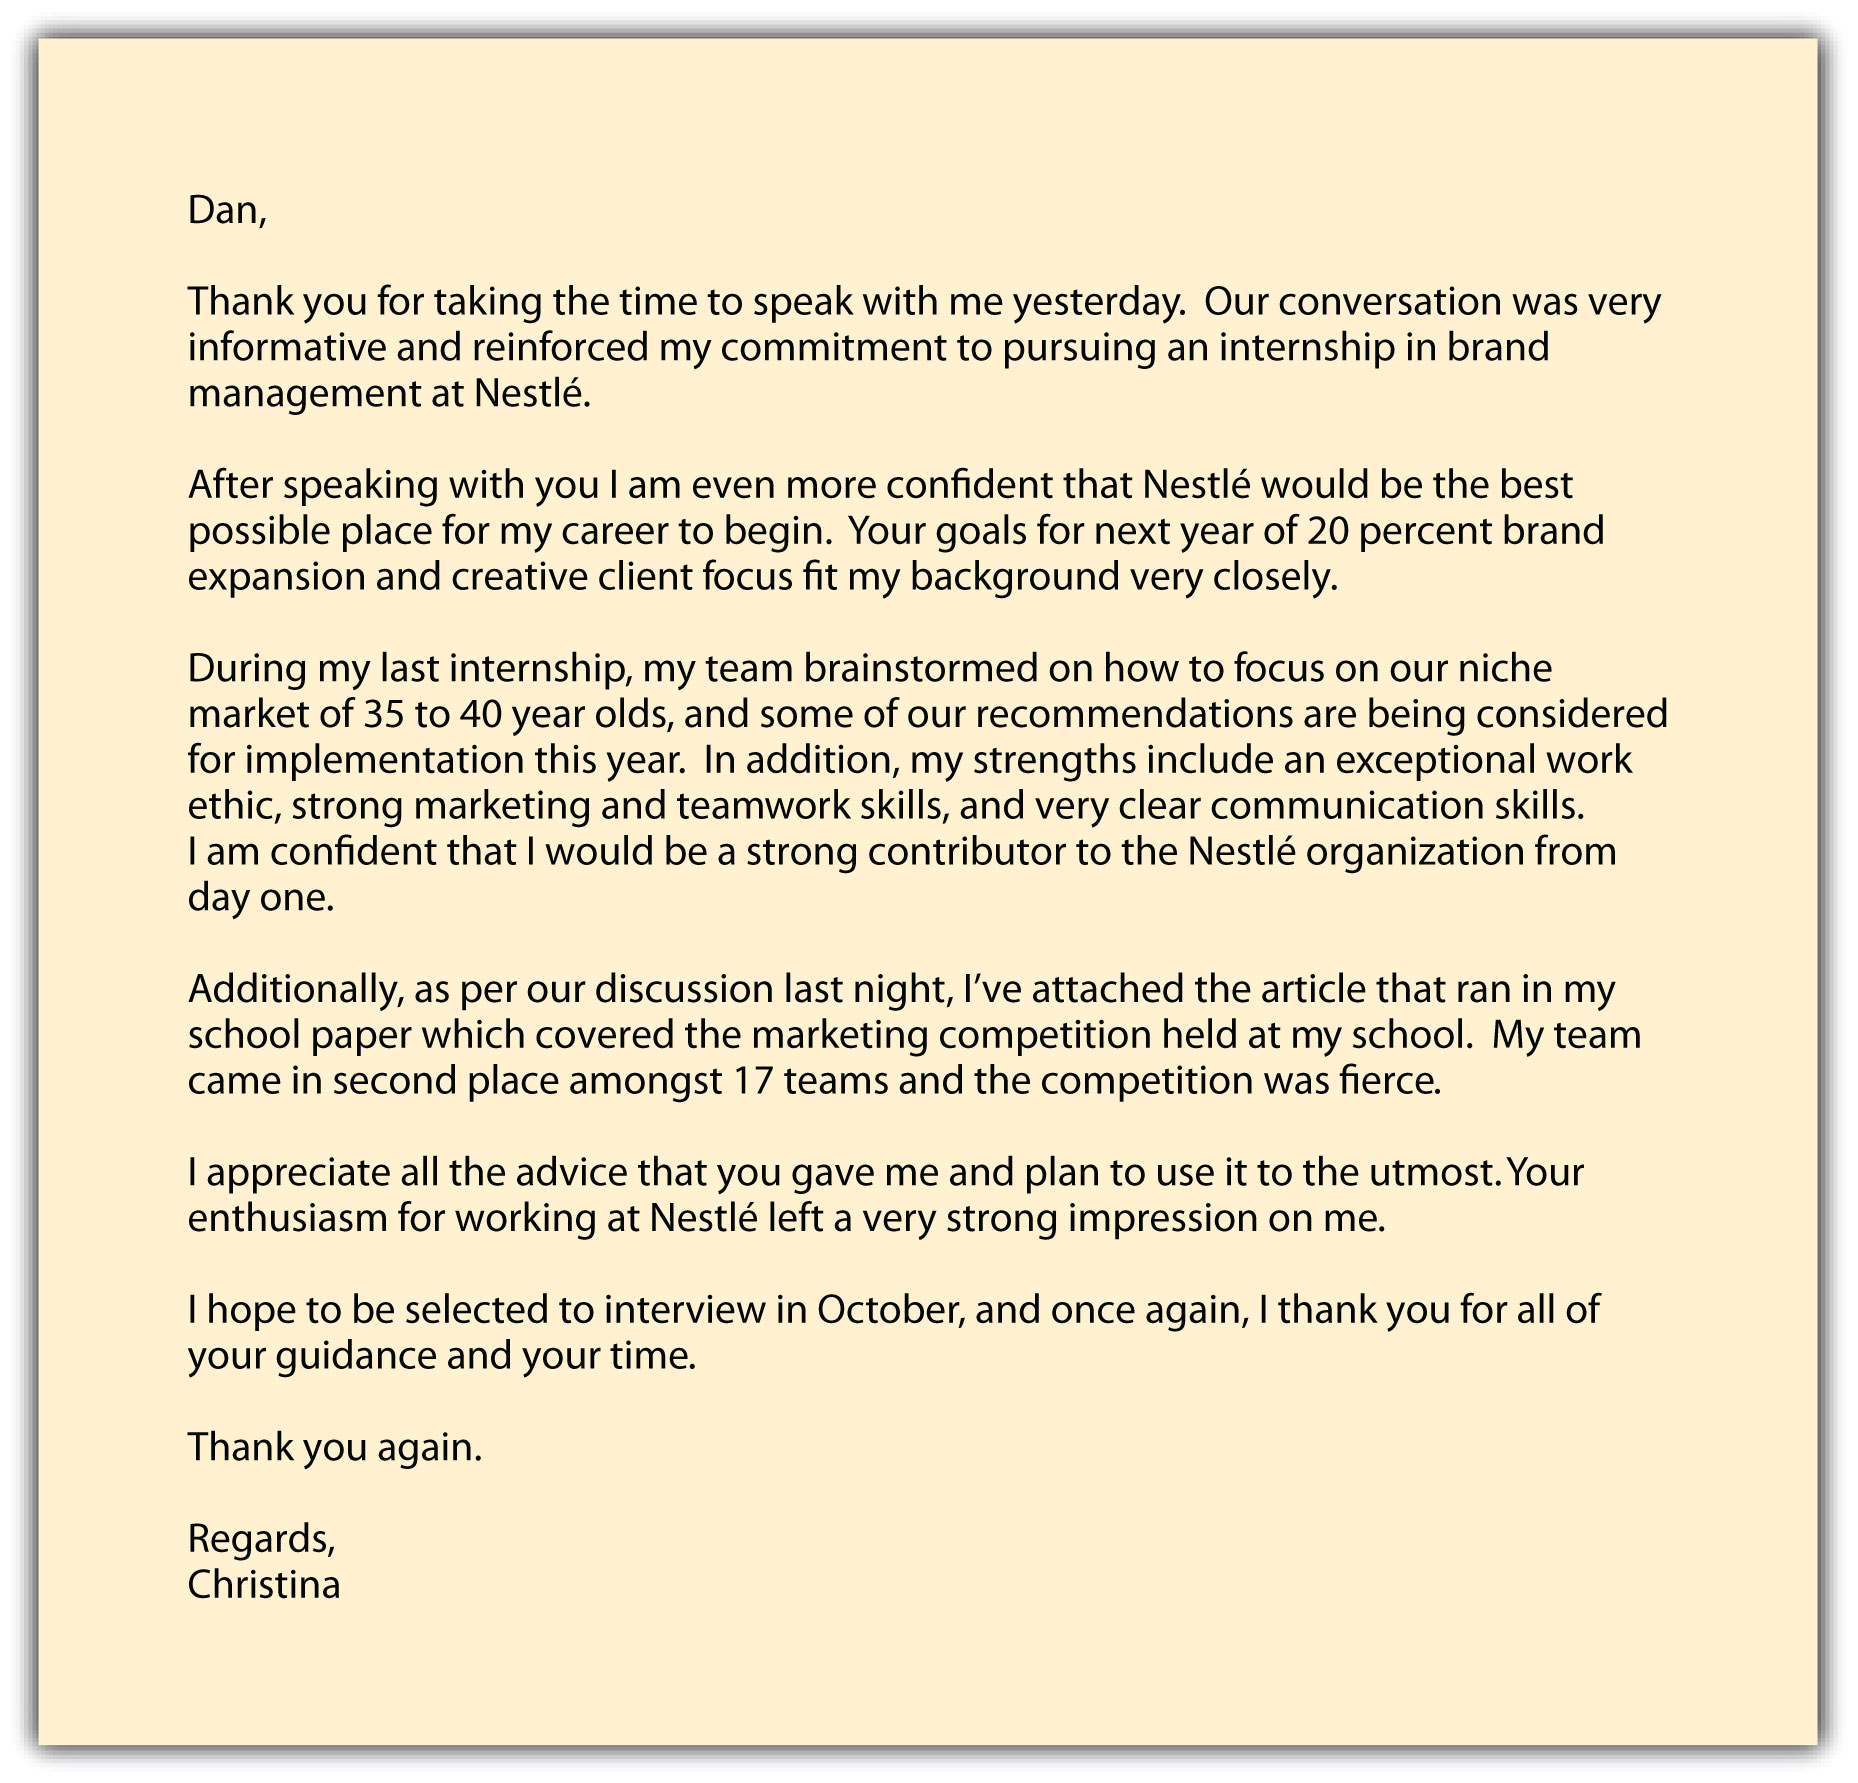 Dan,
Thank you for taking the time to speak with me yesterday.  Our conversation was very
informative and reinforced my commitment to pursuing an internship in brand
management at Nestlé.
After speaking with you I am even more confident that Nestlé would be the best
possible place for my career to begin.  Your goals for next year of 20 percent brand
expansion and creative client focus fit my background very closely.
During my last internship, my team brainstormed on how to focus on our niche
market of 35 to 40 year olds, and some of our recommendations are being considered
for implementation this year.  In addition, my strengths include an exceptional work
ethic, strong marketing and teamwork skills, and very clear communication skills.
I am confident that I would be a strong contributor to the Nestlé organization from
day one.
Additionally, as per our discussion last night, I’ve attached the article that ran in my
school paper which covered the marketing competition held at my school.  My team
came in second place amongst 17 teams and the competition was fierce.
I appreciate all the advice that you gave me and plan to use it to the utmost. Your
enthusiasm for working at Nestlé left a very strong impression on me.
I hope to be selected to interview in October, and once again, I thank you for all of
your guidance and your time.
Thank you again.
Regards,
Christina